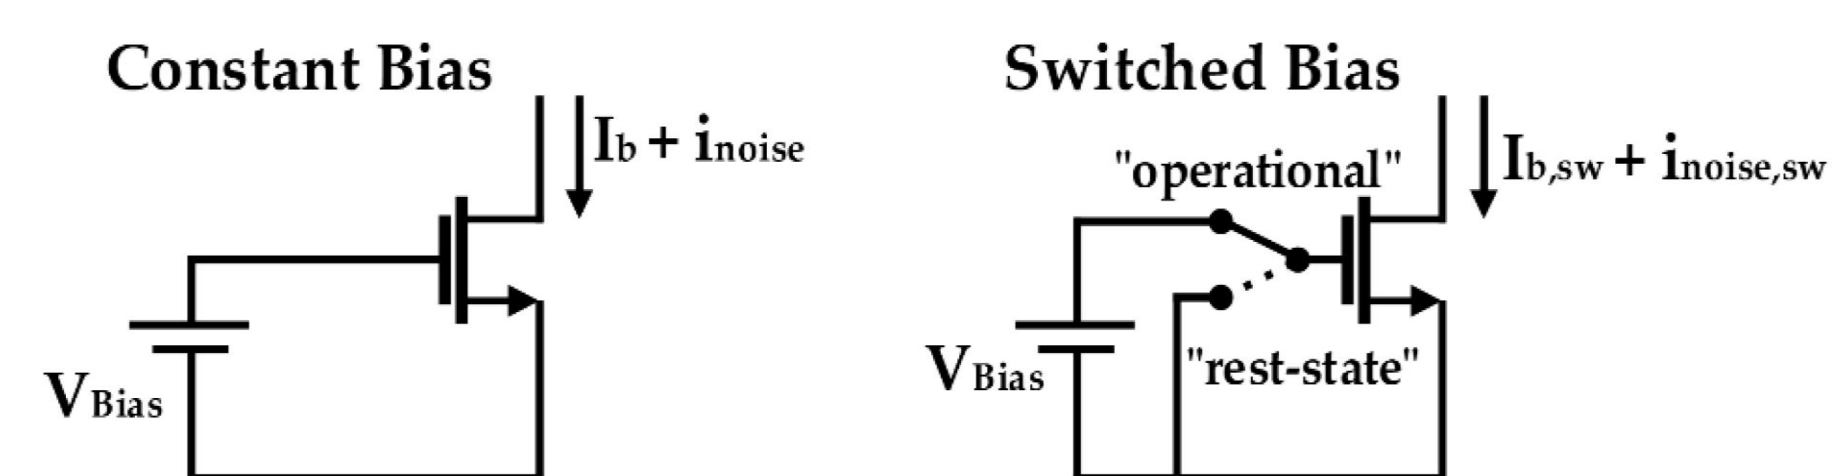 Constant Bias
Ib + inoise
VBias
Switched Bias
"operational"
Ib,sw + inoise,sw
"rest-state"
VBias